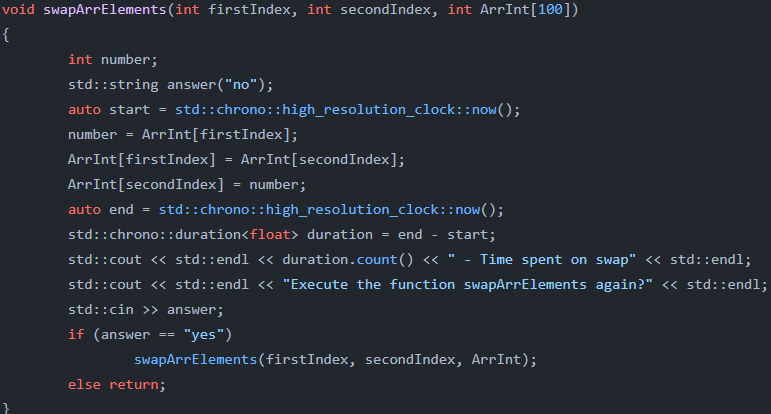 void swapArrElements(int firstIndex, int secondIndex, int ArrInt[100])
{
        int number;
        std::string answer("no");
        auto start = std::chrono::high_resolution_clock::now();
        number = ArrInt[firstIndex];
        ArrInt[firstIndex] = ArrInt[secondIndex];
        ArrInt[secondIndex] = number;
        auto end = std::chrono::high_resolution_clock::now();
        std::chrono::duration<float> duration = end - start;
        std::cout << std::endl << duration.count() << " - Time spent on swap" << std::endl;
        std::cout << std::endl << "Execute the function swapArrElements again?" << std::endl;
        std::cin >> answer;
        if (answer == "yes")
                swapArrElements(firstIndex, secondIndex, ArrInt);
        else return;
}